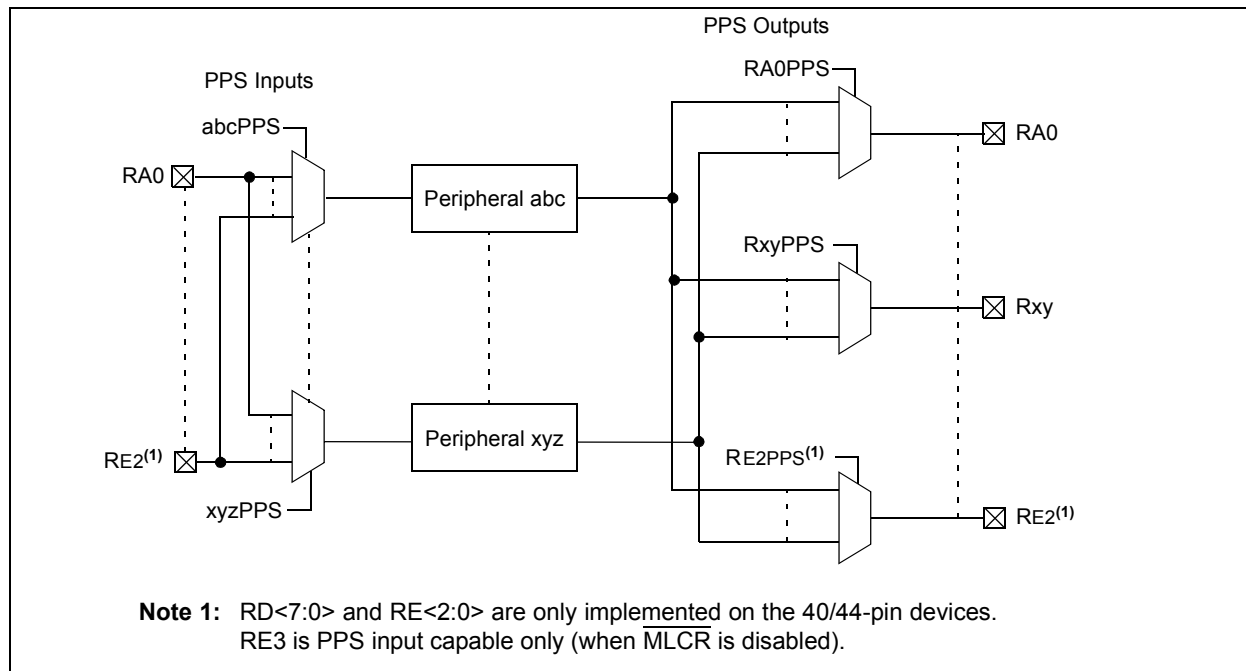 PPS Outputs
RA0PPS
PPS Inputs
abcPPS
RA0
RA0
Peripheral abc
RxyPPS
Rxy
Peripheral xyz
RE2(1)
RE2PPS(1)
xyzPPS
RE2(1)
Note 1: RD<7:0> and RE<2:0> are only implemented on the 40/44-pin devices.
RE3 is PPS input capable only (when MLCR is disabled).